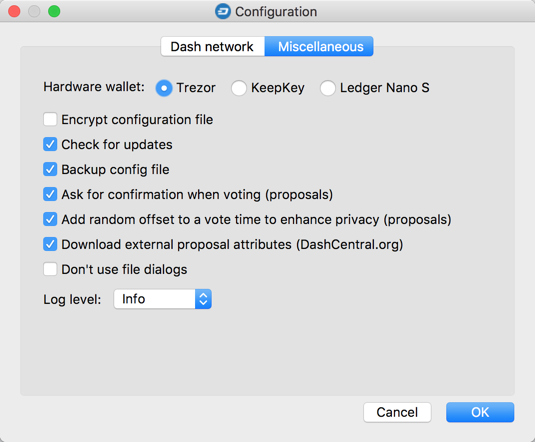 Configuration
Dash network Miscellaneous
Hardware wallet: Trezor KeepKey Ledger Nano S
Encrypt configuration file
Check for updates
Backup config file
Ask for confirmation when voting (proposals)
Add random offset to a vote time to enhance privacy (proposals)
Download external proposal attributes (DashCentral.org)
Don't use file dialogs
Log level: Info
Cancel OK